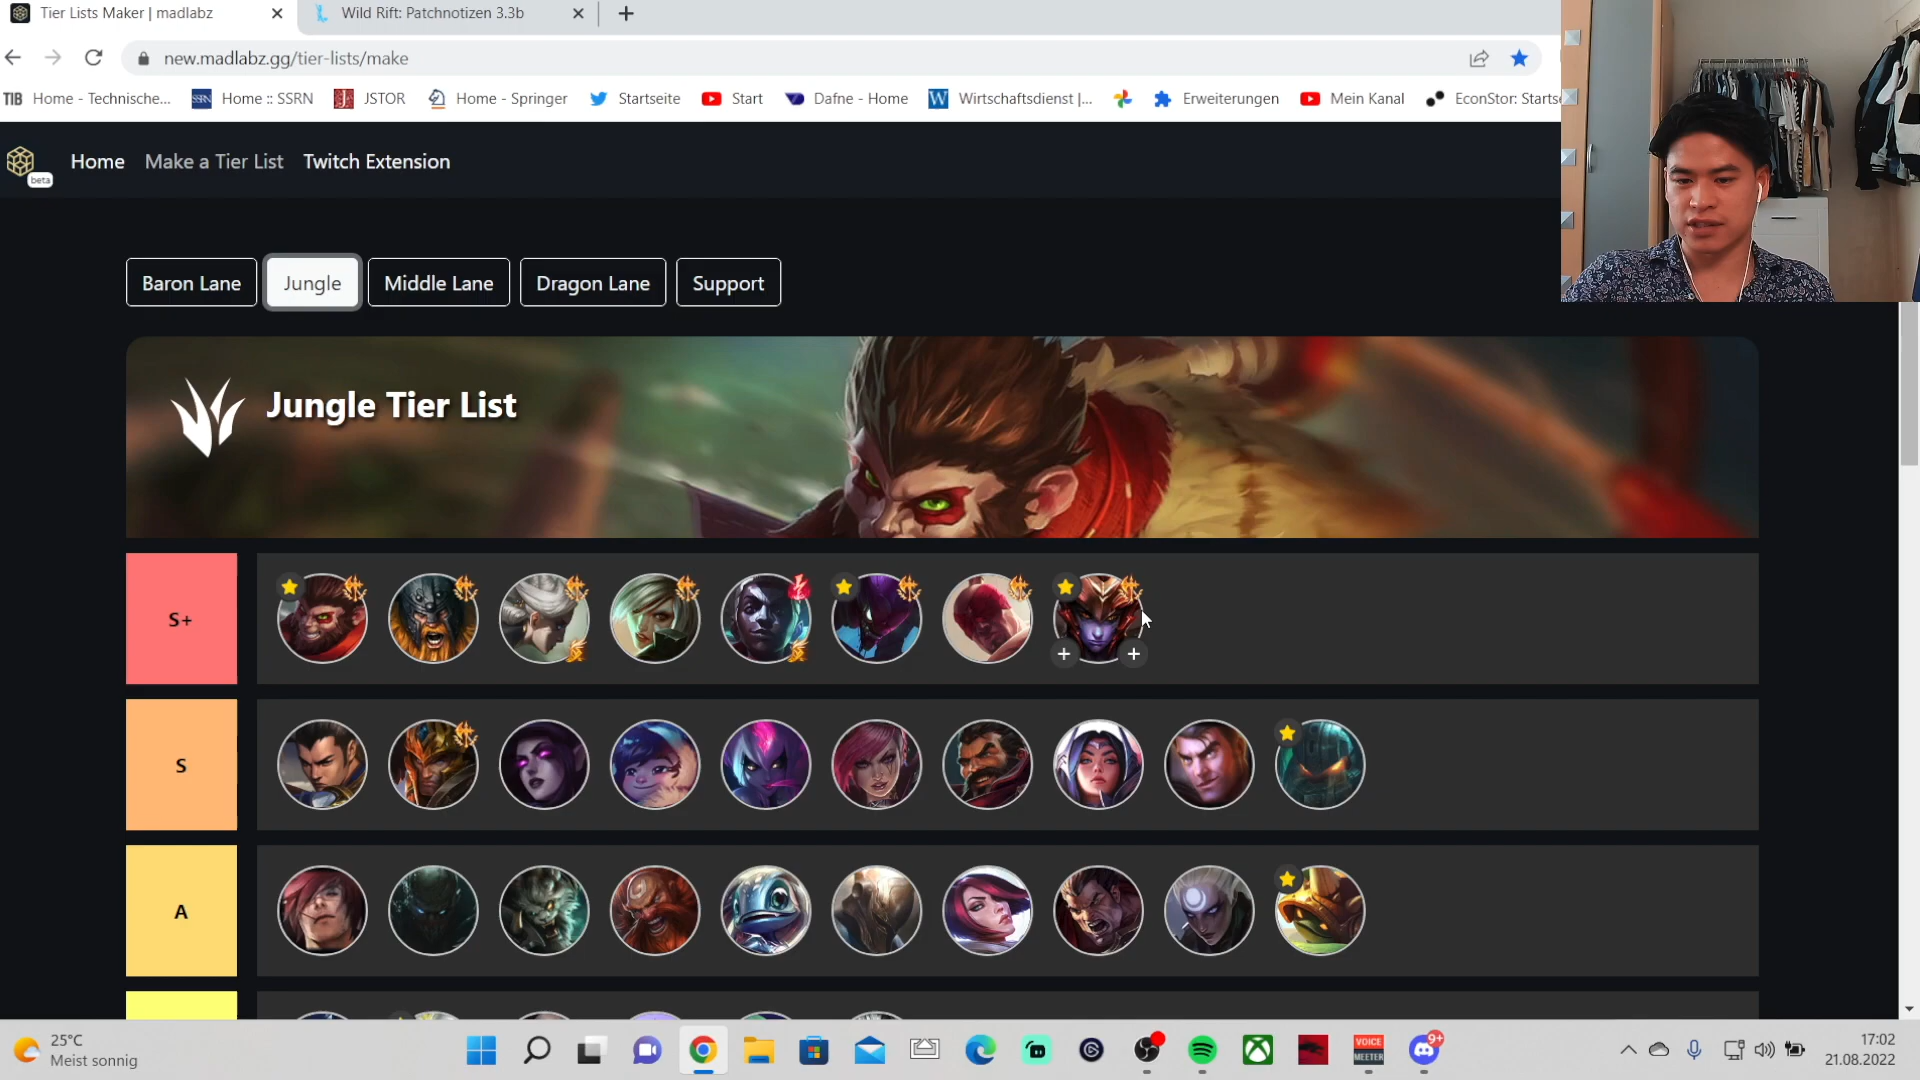 Tier Lists Maker | madlabz
Wild Rift: Patchnotizen 3.3b
new.madlabz.gg/tier-lists/make
TIB Home - Technische...
SSRN Home :: SSRN
JSTOR
Home - Springer
Startseite
Start
Dafne - Home
W Wirtschaftsdienst |...
Erweiterungen
Mein Kanal
EconStor: Startse
beta
Home
Make a Tier List
Twitch Extension
Baron Lane
Jungle
Middle Lane
Dragon Lane
Support
Jungle Tier List
S+
S
A
25°C
Meist sonnig
VOICE
MEETER
9+
17:02
21.08.2022